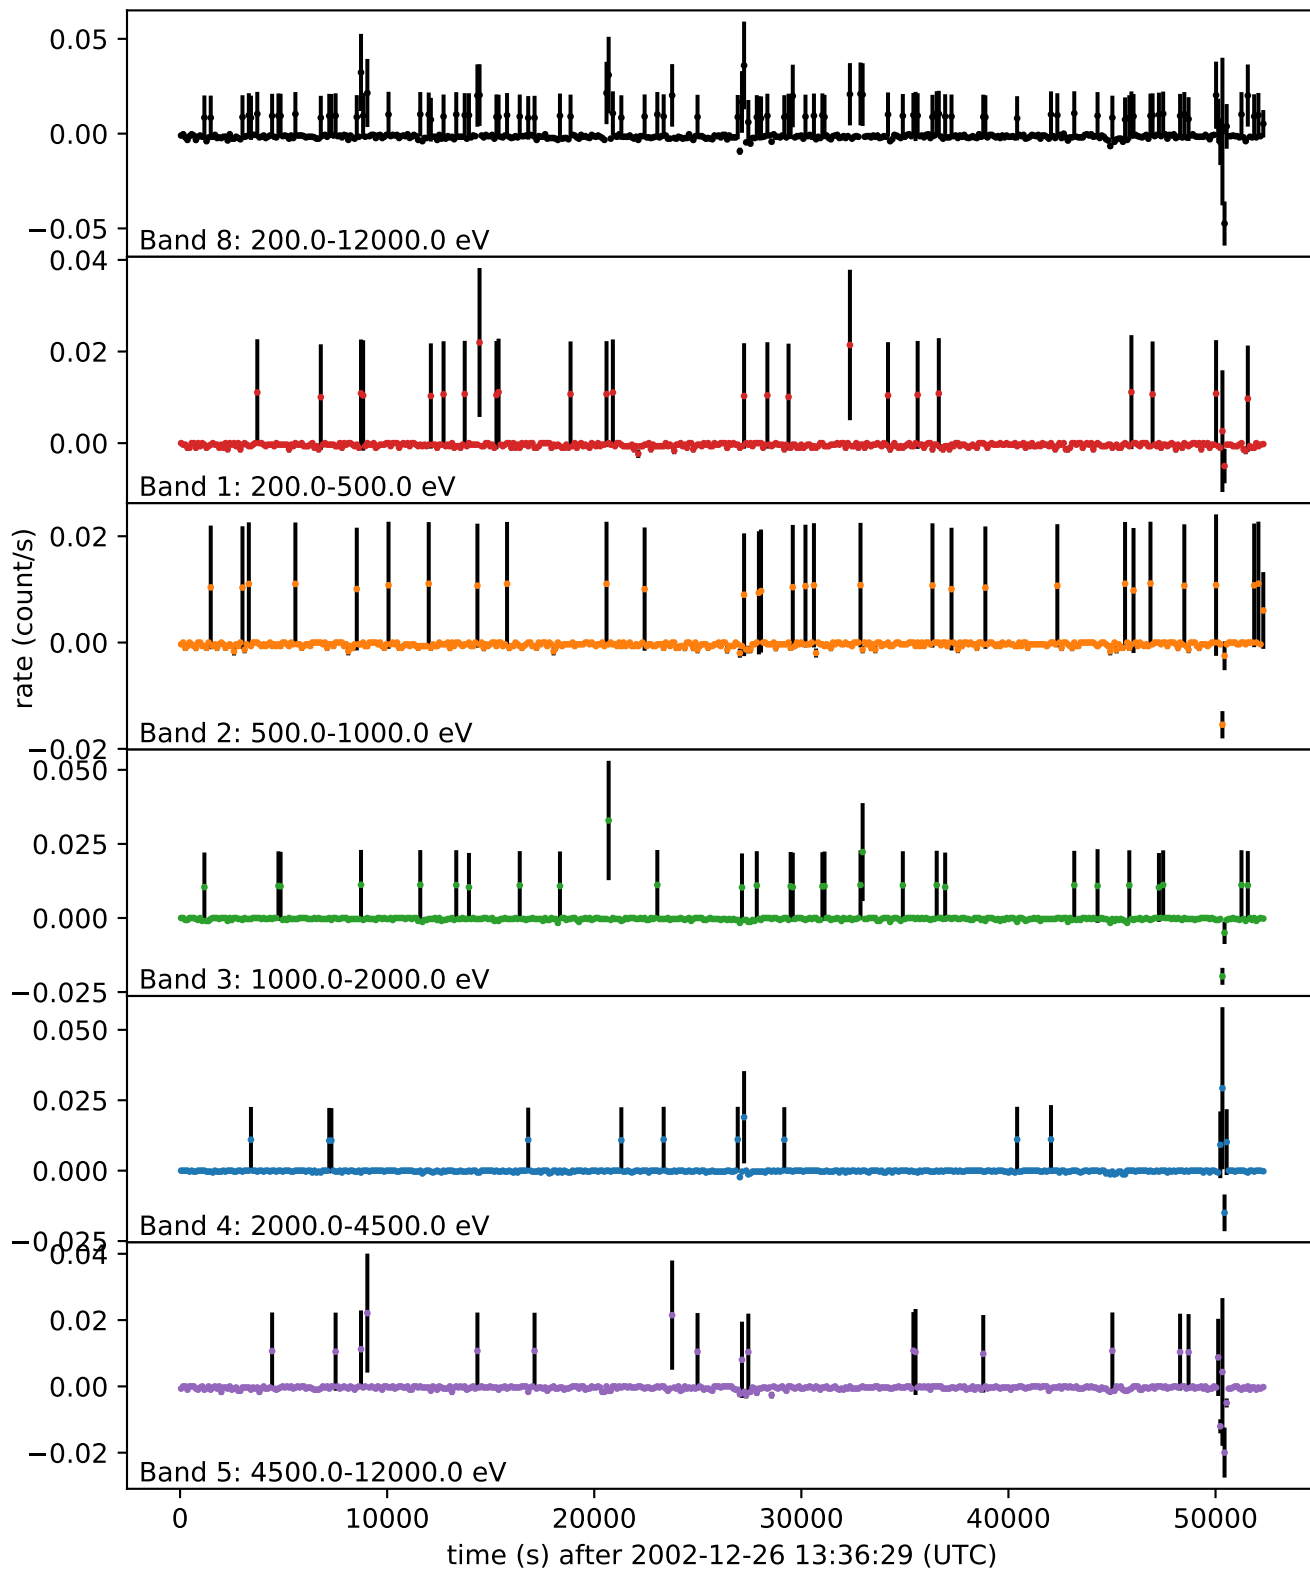 0.05
0.00
−0.05
Band 8: 200.0-12000.0 eV
0.04
0.02
0.00
Band 1: 200.0-500.0 eV
0.02
0.00
−0.02
Band 2: 500.0-1000.0 eV
rate (count/s)
0.050
0.025
0.000
−0.025
Band 3: 1000.0-2000.0 eV
0.050
0.025
0.000
−0.025
Band 4: 2000.0-4500.0 eV
0.04
0.02
0.00
−0.02
Band 5: 4500.0-12000.0 eV
0 10000 20000 30000 40000 50000
time (s) after 2002-12-26 13:36:29 (UTC)